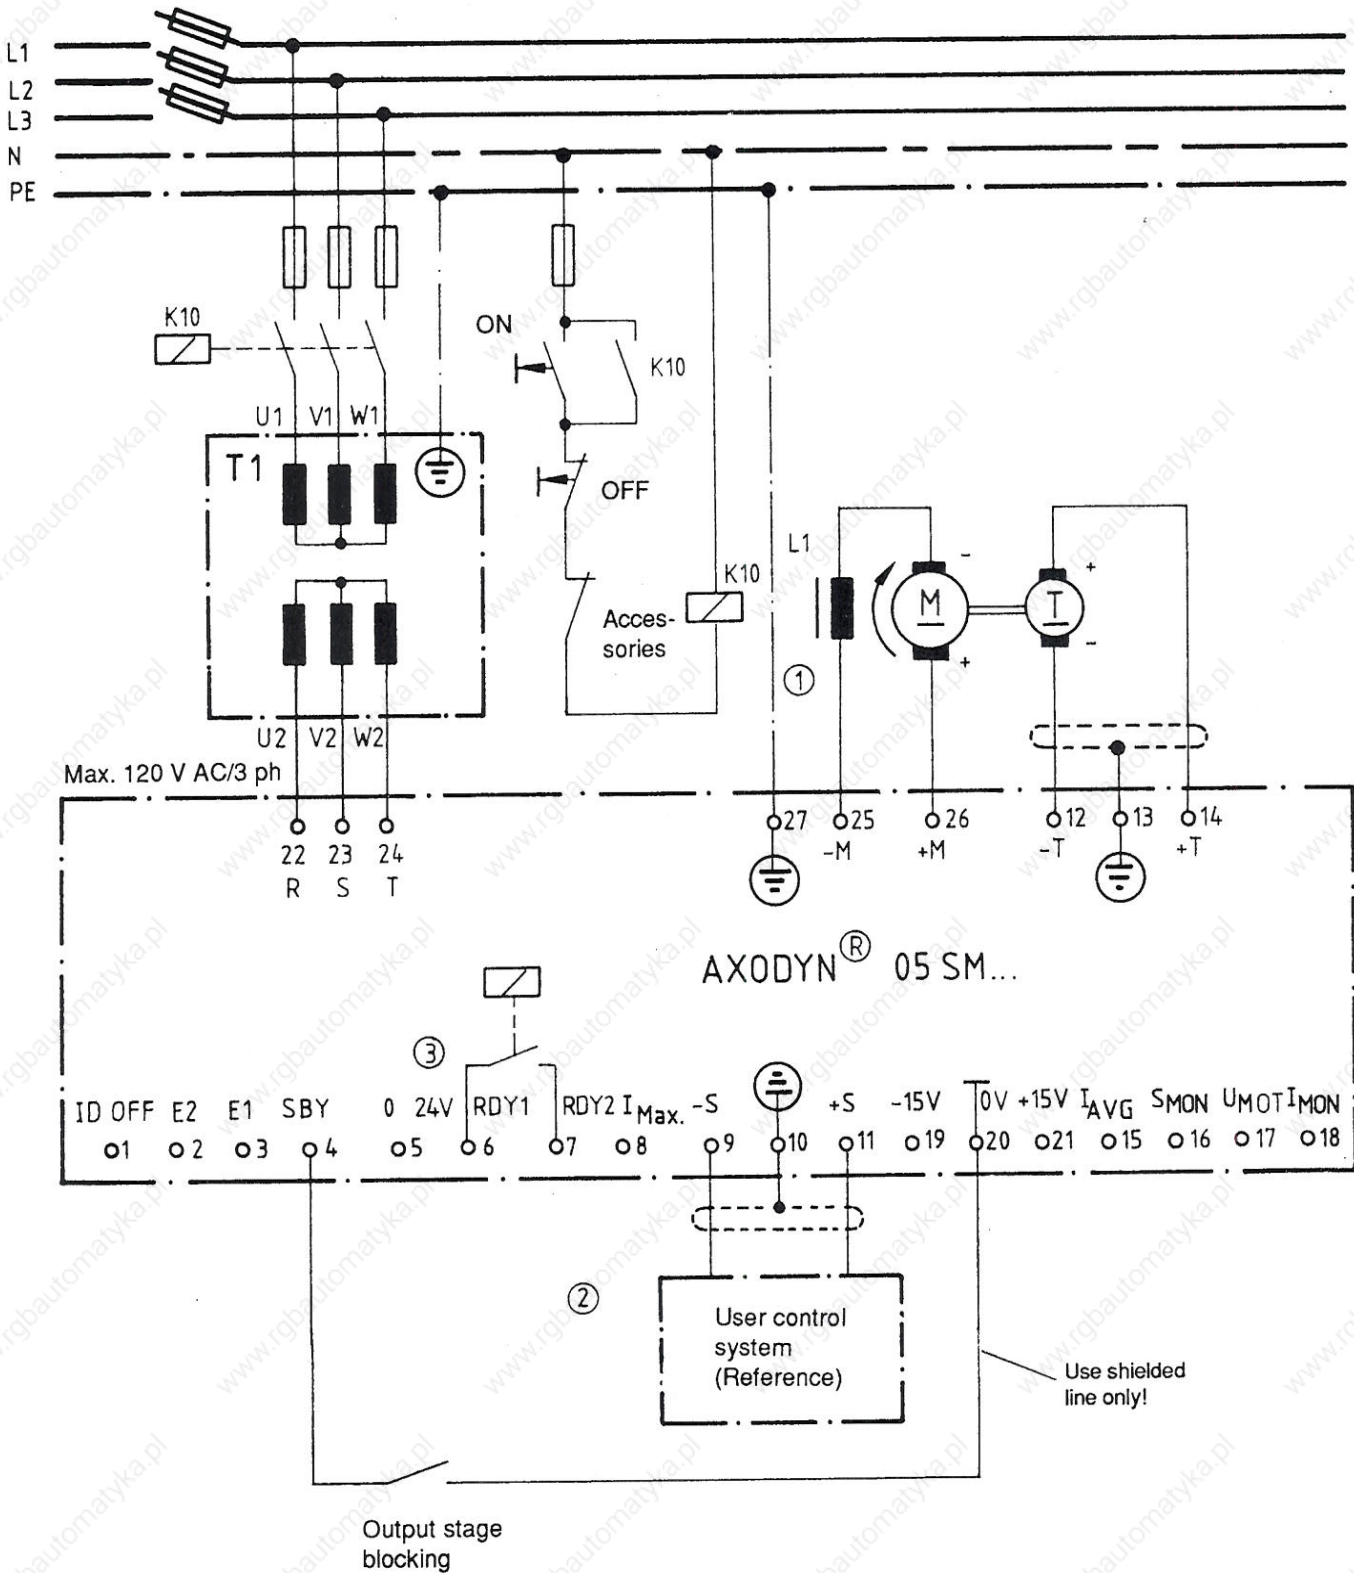 L1
L2
L3
N
PE
K10
ON
K10
U1 V1 W1
T1
OFF
K10
Acces-
sories
L1
M
T
-
+
+
-
1
U2 V2 W2
Max. 120 V AC/3 ph
22 23 24
R S T
27 25 26 12 13 14
-M +M -T +T
AXODYN® 05 SM...
3
ID OFF E2 E1 SBY 0 24V RDY1 RDY2 IMax. -S +S -15V 0V +15V IAVG SMON UMOT IMON
1 2 3 4 5 6 7 8 9 10 11 19 20 21 15 16 17 18
2
User control
system
(Reference)
Use shielded
line only!
Output stage
blocking
www.rgbautomatyka.pl